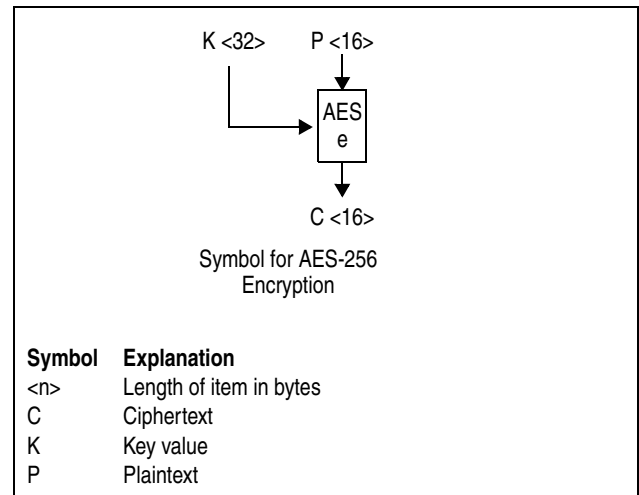 K <32> P <16>
AES
e
C <16>
Symbol for AES-256
Encryption
Symbol Explanation
<n> Length of item in bytes
C Ciphertext
K Key value
P Plaintext